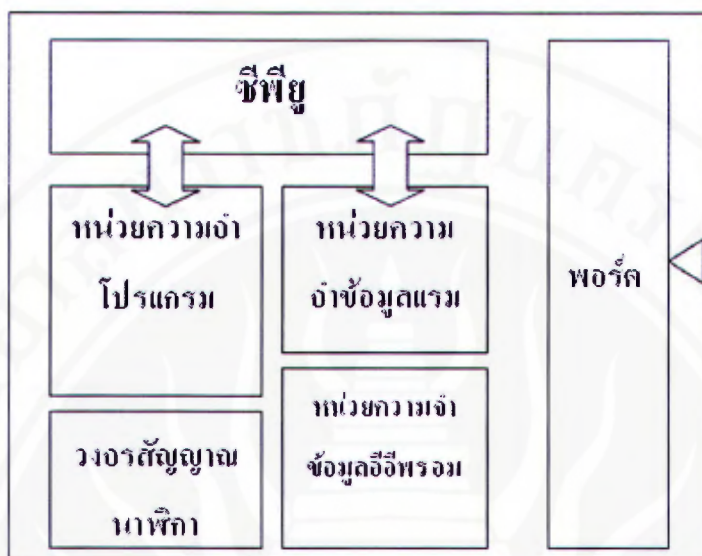 ซีพียู
หน่วยความจำ
โปรแกรม
หน่วยความ
จำข้อมูลแรม
พอร์ต
วงจรสัญญาณ
นาฬิกา
หน่วยความจำ
ข้อมูลอีอีพรอม